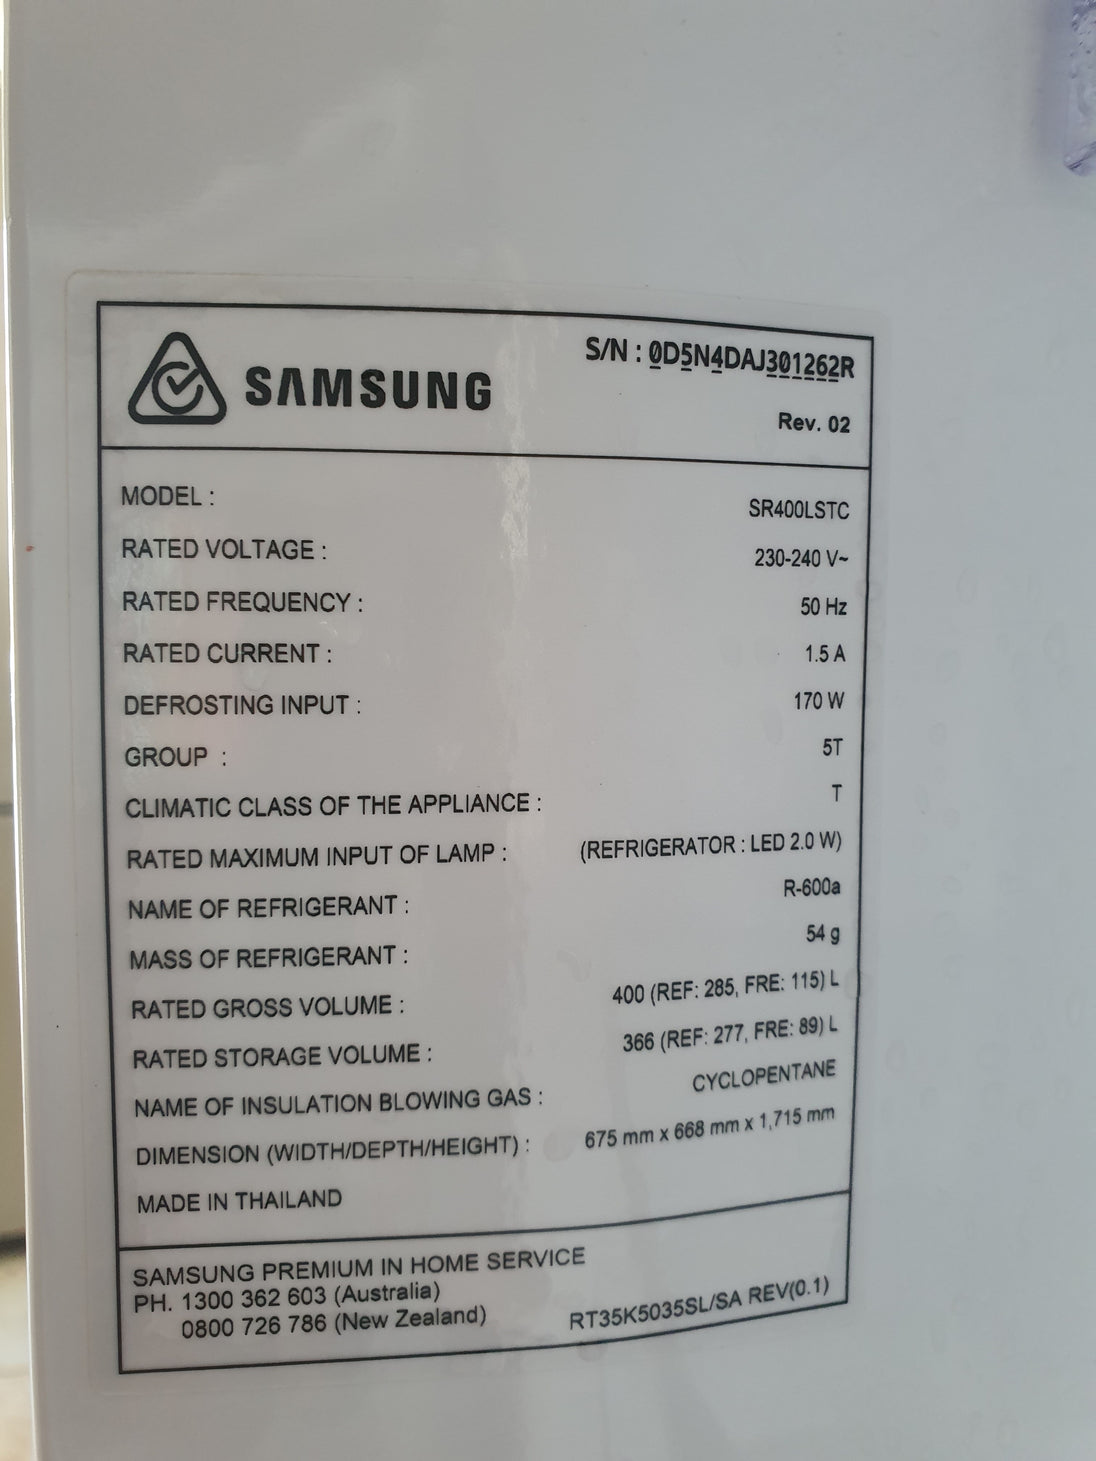 SAMSUNG
S/N : 0D5N4DAJ301262R
Rev. 02
MODEL : SR400LSTC
RATED VOLTAGE : 230-240 V~
RATED FREQUENCY : 50 Hz
RATED CURRENT : 1.5 A
DEFROSTING INPUT : 170 W
GROUP : 5T
CLIMATIC CLASS OF THE APPLIANCE : T
RATED MAXIMUM INPUT OF LAMP : (REFRIGERATOR : LED 2.0 W)
NAME OF REFRIGERANT : R-600a
MASS OF REFRIGERANT : 54 g
RATED GROSS VOLUME : 400 (REF: 285, FRE: 115) L
RATED STORAGE VOLUME : 366 (REF: 277, FRE: 89) L
NAME OF INSULATION BLOWING GAS : CYCLOPENTANE
DIMENSION (WIDTH/DEPTH/HEIGHT) : 675 mm x 668 mm x 1,715 mm
MADE IN THAILAND
SAMSUNG PREMIUM IN HOME SERVICE
PH. 1300 362 603 (Australia)
0800 726 786 (New Zealand)
RT35K5035SL/SA REV(0.1)